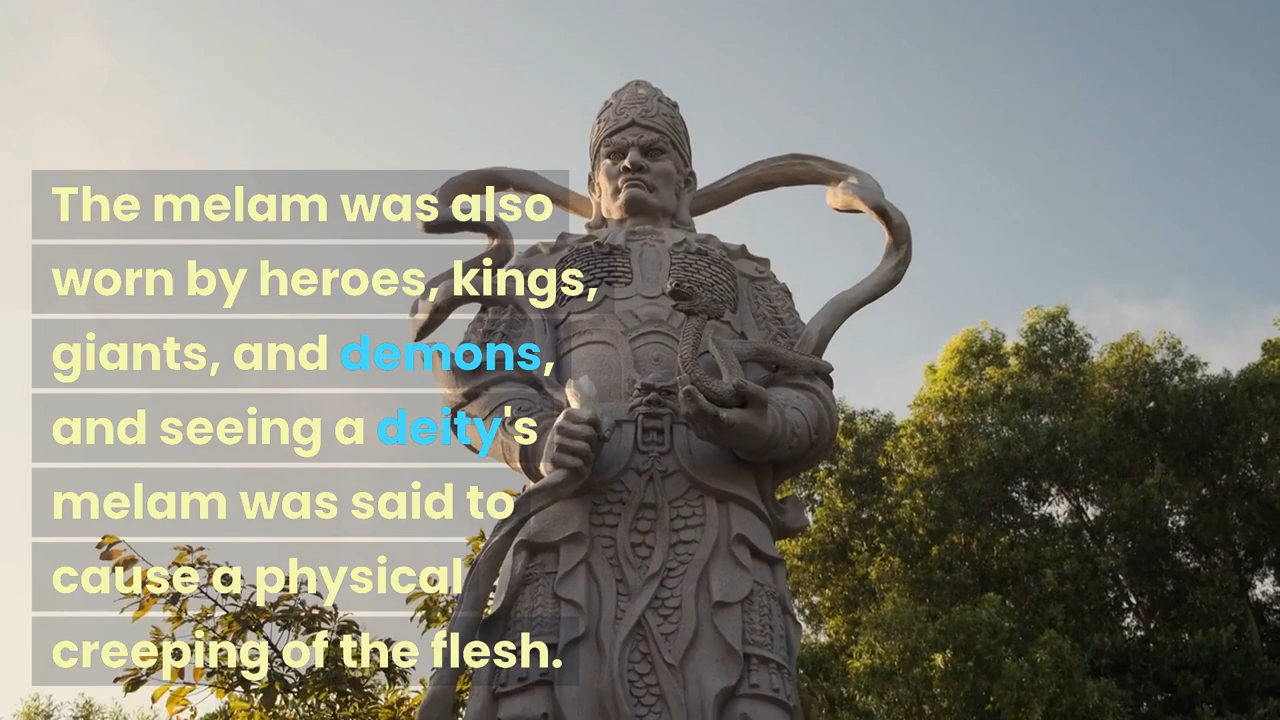 The melam was also
worn by heroes, kings,
giants, and demons,
and seeing a deity's
melam was said to
cause a physical
creeping of the flesh.